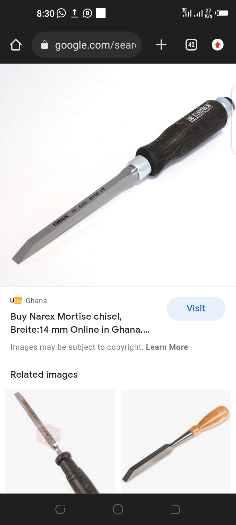 8:30
42
google.com/sear
NAREX
Ghana
Visit
Buy Narex Mortise chisel,
Breite:14 mm Online in Ghana....
Images may be subject to copyright. Learn More
Related images